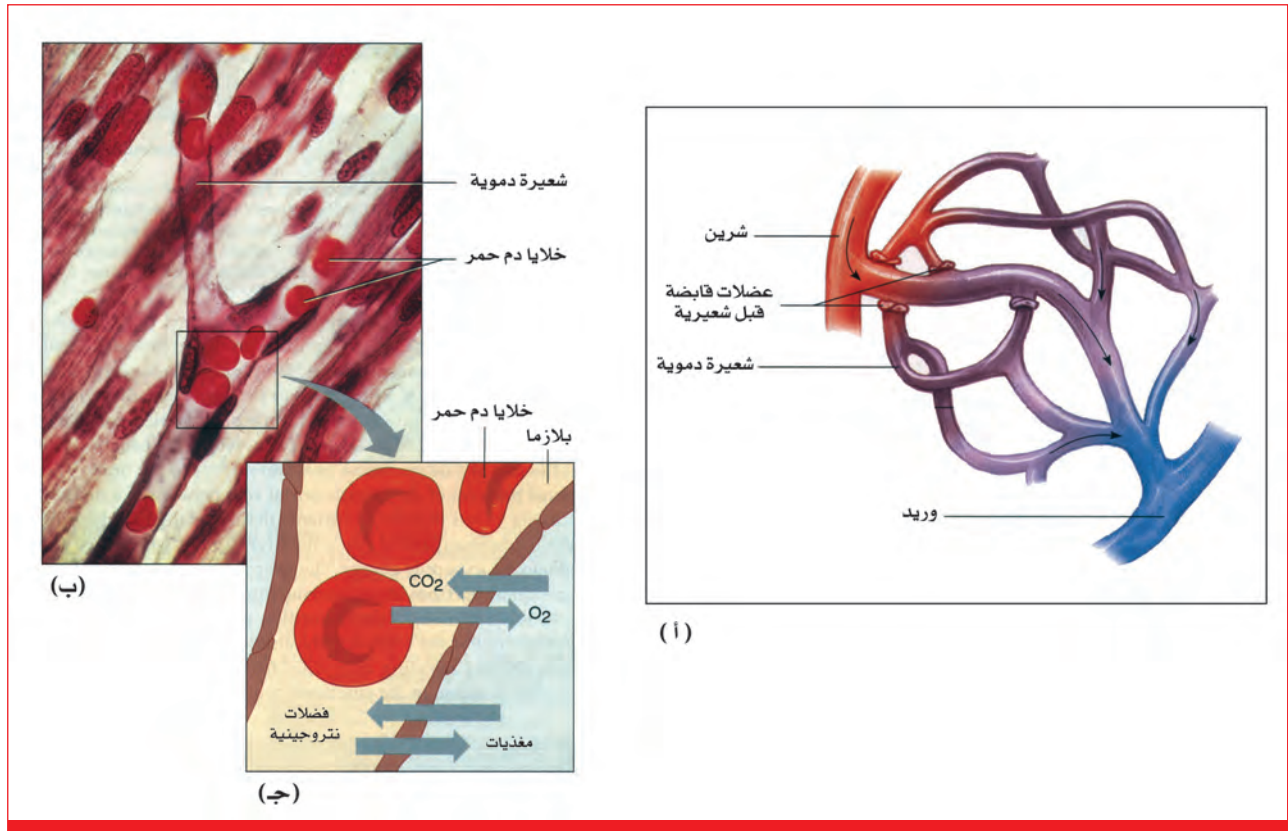 شرين
عضلات قابضة
قبل شعيرية
شعيرة دموية
وريد
(أ)
شعيرة دموية
خلايا دم حمر
(ب)
خلايا دم حمر
بلازما
CO2
O2
فضلات
نتروجينية
مغذيات
(جـ)